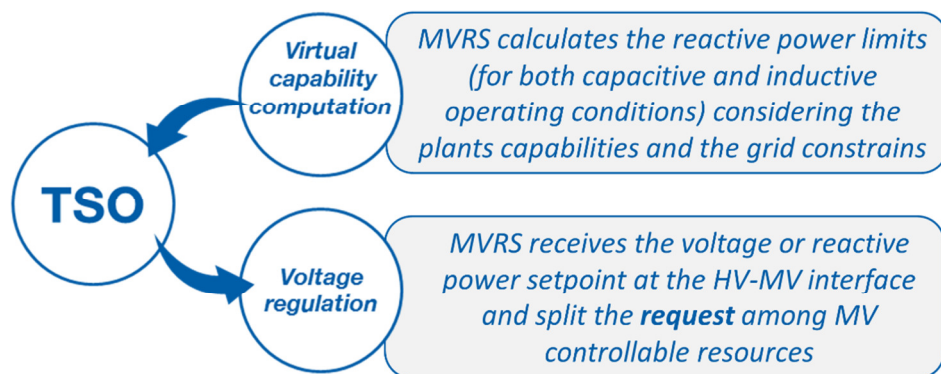 Virtual
capability
computation
MVRS calculates the reactive power limits
(for both capacitive and inductive
operating conditions) considering the
plants capabilities and the grid constrains
TSO
Voltage
regulation
MVRS receives the voltage or reactive
power setpoint at the HV-MV interface
and split the request among MV
controllable resources